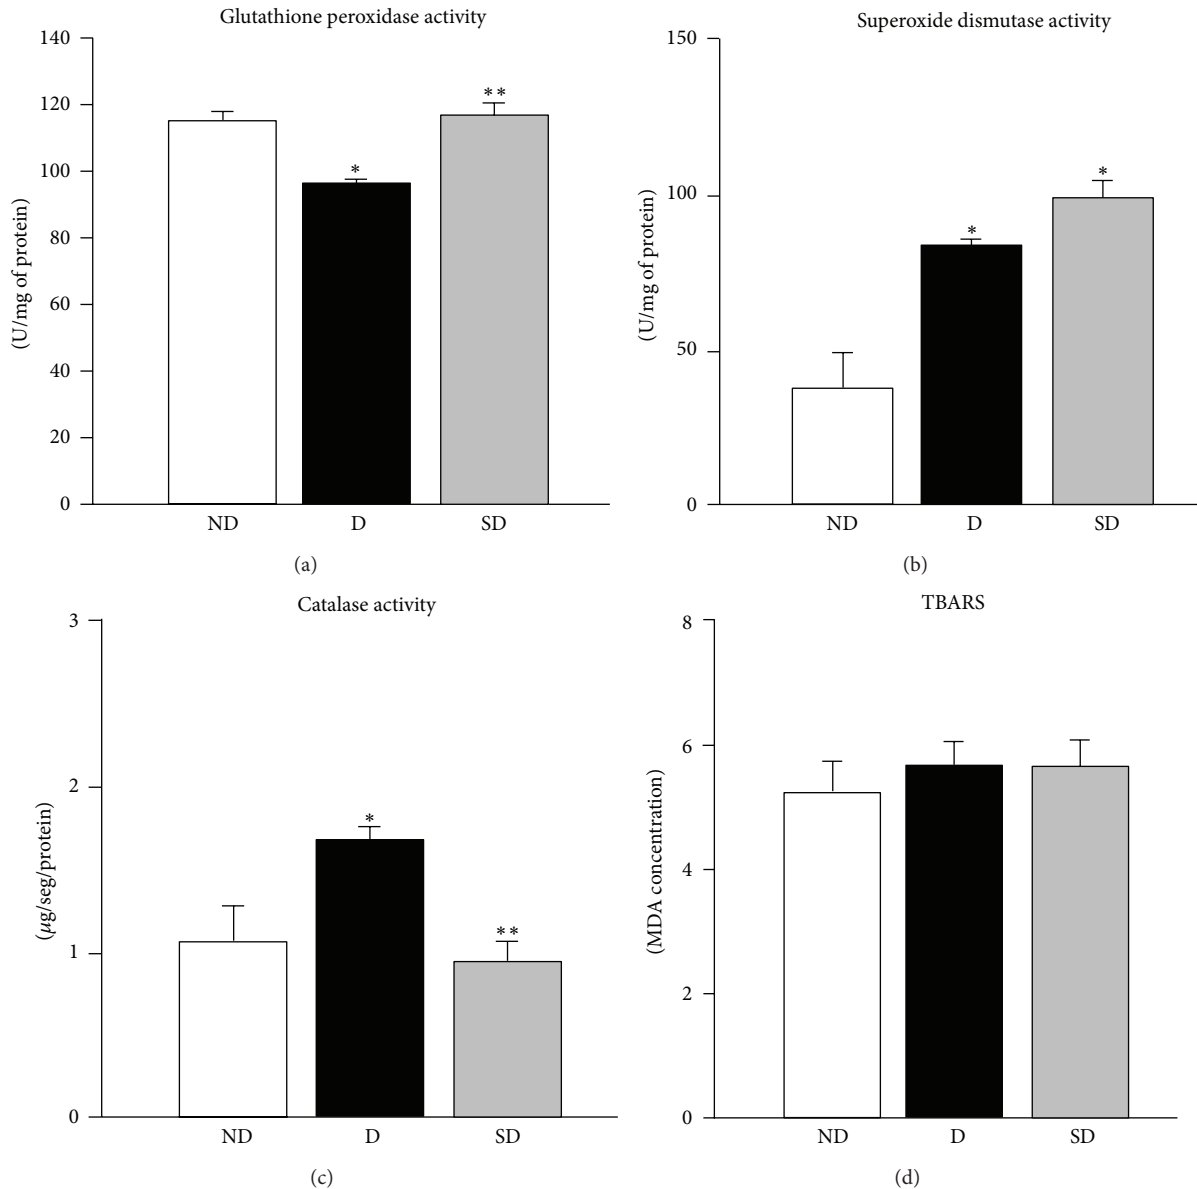 Glutathione peroxidase activity
140
120
100
80
60
40
20
0
(U/mg of protein)
*
**
ND D SD
(a)
Superoxide dismutase activity
150
100
50
0
(U/mg of protein)
*
*
ND D SD
(b)
Catalase activity
3
2
1
0
(µg/seg/protein)
*
**
ND D SD
(c)
TBARS
8
6
4
2
0
(MDA concentration)
ND D SD
(d)